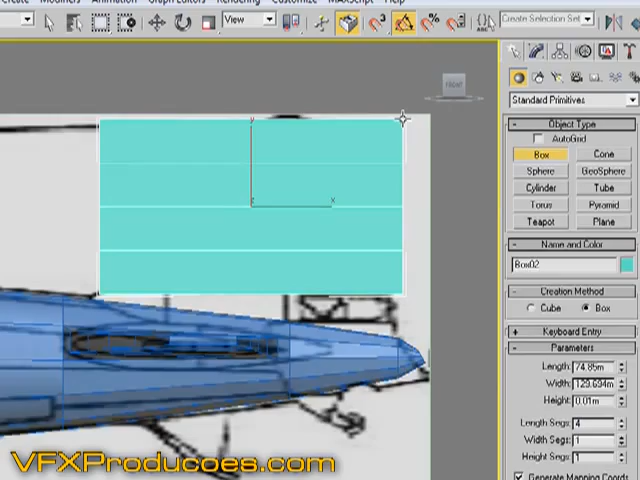 Create Modifiers Animation Graph Editors Rendering Customize MAXScript Help
View
3
%
Create Selection Set
FRONT
Standard Primitives
- Object Type
AutoGrid
Box Cone
Sphere GeoSphere
Cylinder Tube
Torus Pyramid
Teapot Plane
- Name and Color
Box02
- Creation Method
Cube Box
+ Keyboard Entry
- Parameters
Length: 74.85m
Width: 129.694m
Height: 0.01m
Length Segs: 4
Width Segs: 1
Height Segs: 1
Generate Mapping Coords
y
x
VFXProducoes.com